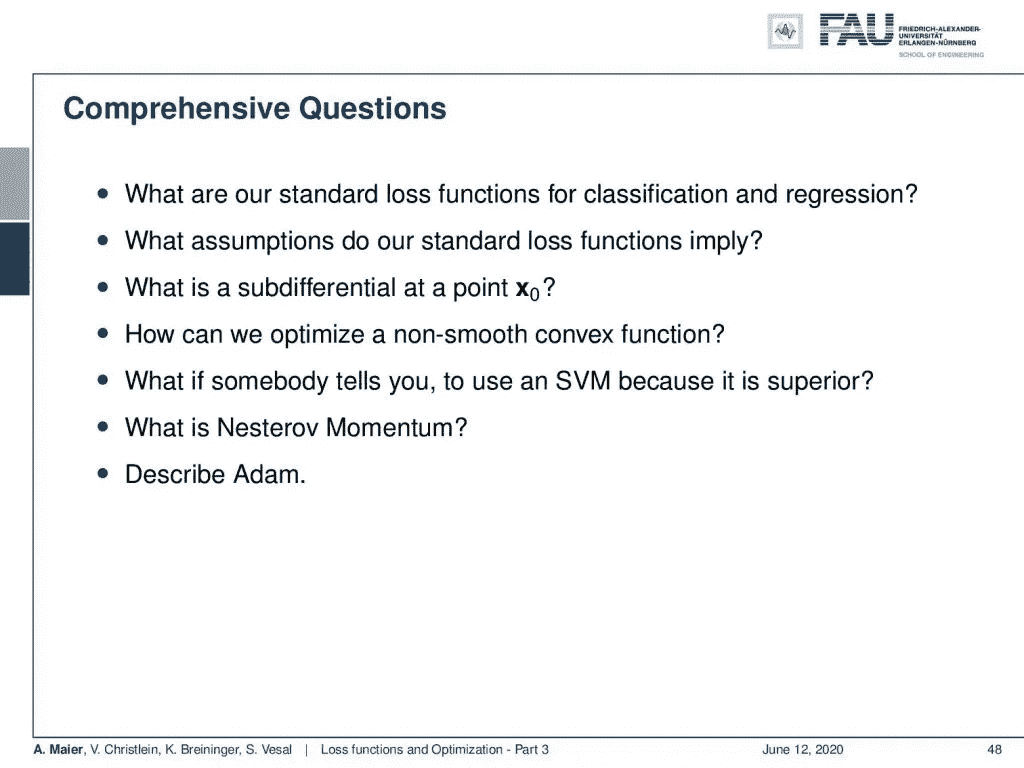 FAU
FRIEDRICH-ALEXANDER-
UNIVERSITÄT
ERLANGEN-NÜRNBERG
SCHOOL OF ENGINEERING
Comprehensive Questions
• What are our standard loss functions for classification and regression?
• What assumptions do our standard loss functions imply?
• What is a subdifferential at a point x₀?
• How can we optimize a non-smooth convex function?
• What if somebody tells you, to use an SVM because it is superior?
• What is Nesterov Momentum?
• Describe Adam.
A. Maier, V. Christlein, K. Breininger, S. Vesal | Loss functions and Optimization - Part 3 June 12, 2020 48